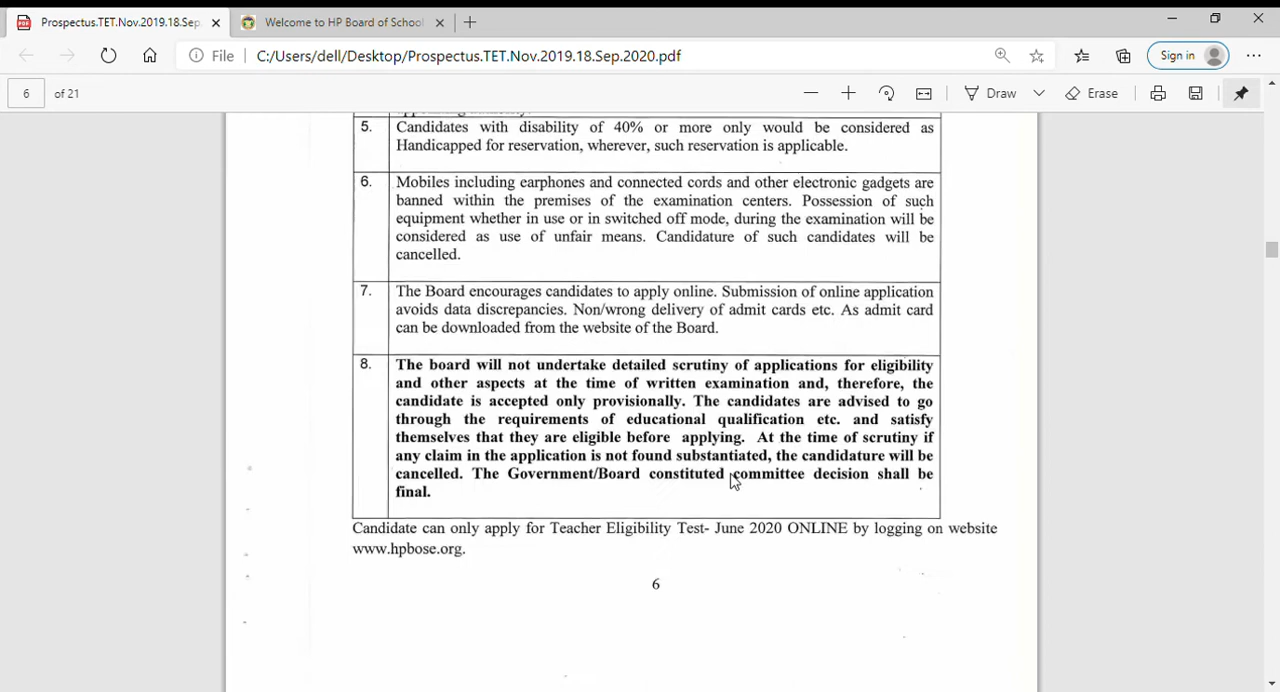 Prospectus.TET.Nov.2019.18.Sep.
Welcome to HP Board of School
File
C:/Users/dell/Desktop/Prospectus.TET.Nov.2019.18.Sep.2020.pdf
Sign in
6 of 21
Draw
Erase
5. Candidates with disability of 40% or more only would be considered as
Handicapped for reservation, wherever, such reservation is applicable.
6. Mobiles including earphones and connected cords and other electronic gadgets are
banned within the premises of the examination centers. Possession of such
equipment whether in use or in switched off mode, during the examination will be
considered as use of unfair means. Candidature of such candidates will be
cancelled.
7. The Board encourages candidates to apply online. Submission of online application
avoids data discrepancies. Non/wrong delivery of admit cards etc. As admit card
can be downloaded from the website of the Board.
8. The board will not undertake detailed scrutiny of applications for eligibility
and other aspects at the time of written examination and, therefore, the
candidate is accepted only provisionally. The candidates are advised to go
through the requirements of educational qualification etc. and satisfy
themselves that they are eligible before applying. At the time of scrutiny if
any claim in the application is not found substantiated, the candidature will be
cancelled. The Government/Board constituted committee decision shall be
final.
Candidate can only apply for Teacher Eligibility Test- June 2020 ONLINE by logging on website
www.hpbose.org.
6